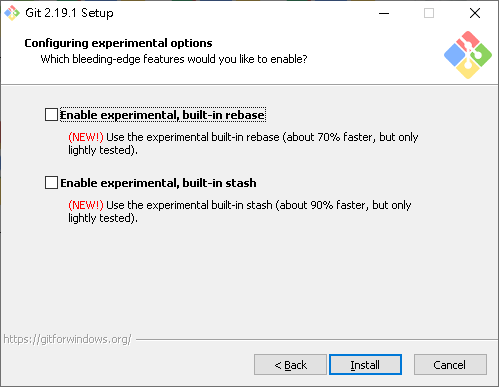 Git 2.19.1 Setup
Configuring experimental options
Which bleeding-edge features would you like to enable?
Enable experimental, built-in rebase
(NEW!) Use the experimental built-in rebase (about 70% faster, but only
lightly tested).
Enable experimental, built-in stash
(NEW!) Use the experimental built-in stash (about 90% faster, but only
lightly tested).
https://gitforwindows.org/
< Back
Install
Cancel